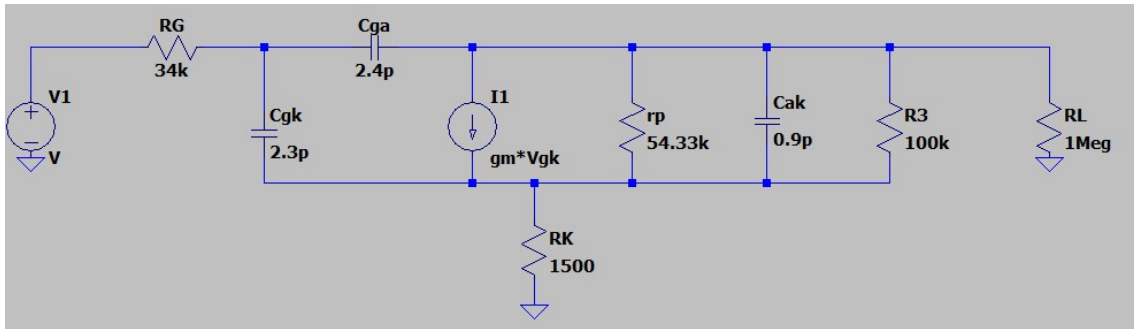 RG
34k
Cga
2.4p
V1
V
Cgk
2.3p
I1
gm*Vgk
rp
54.33k
Cak
0.9p
R3
100k
RL
1Meg
RK
1500